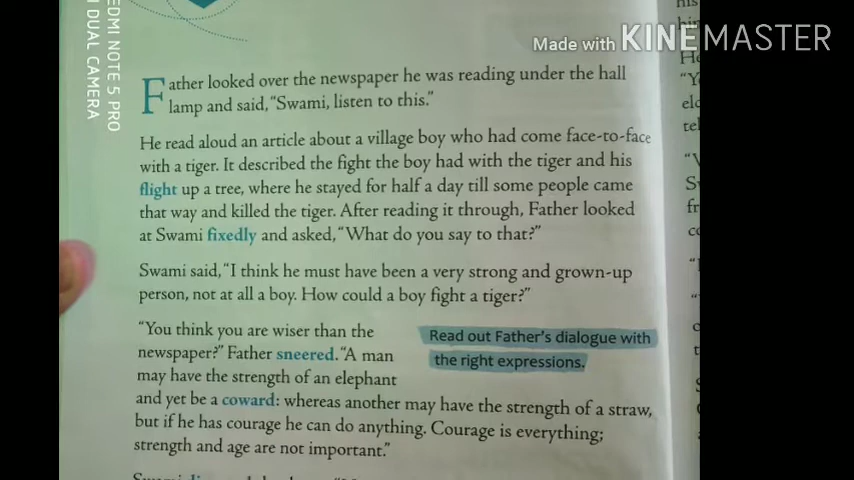 Made with KINEMASTER
REDMI NOTE 5 PRO
DUAL CAMERA
Father looked over the newspaper he was reading under the hall
lamp and said, "Swami, listen to this."
He read aloud an article about a village boy who had come face-to-face
with a tiger. It described the fight the boy had with the tiger and his
flight up a tree, where he stayed for half a day till some people came
that way and killed the tiger. After reading it through, Father looked
at Swami fixedly and asked, "What do you say to that?"
Swami said, "I think he must have been a very strong and grown-up
person, not at all a boy. How could a boy fight a tiger?"
"You think you are wiser than the
newspaper?" Father sneered. "A man
may have the strength of an elephant
and yet be a coward: whereas another may have the strength of a straw,
but if he has courage he can do anything. Courage is everything;
strength and age are not important."
Read out Father's dialogue with
the right expressions.